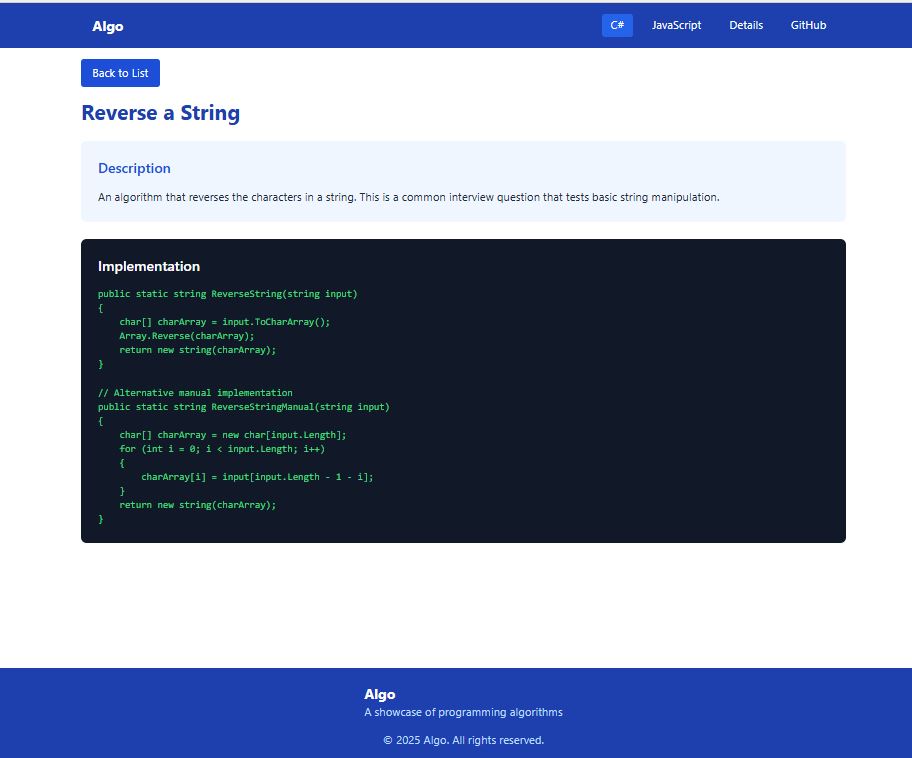 Algo
C#
JavaScript
Details
GitHub
Back to List
Reverse a String
Description
An algorithm that reverses the characters in a string. This is a common interview question that tests basic string manipulation.
Implementation
public static string ReverseString(string input)
{
    char[] charArray = input.ToCharArray();
    Array.Reverse(charArray);
    return new string(charArray);
}

// Alternative manual implementation
public static string ReverseStringManual(string input)
{
    char[] charArray = new char[input.Length];
    for (int i = 0; i < input.Length; i++)
    {
        charArray[i] = input[input.Length - 1 - i];
    }
    return new string(charArray);
}
Algo
A showcase of programming algorithms
© 2025 Algo. All rights reserved.